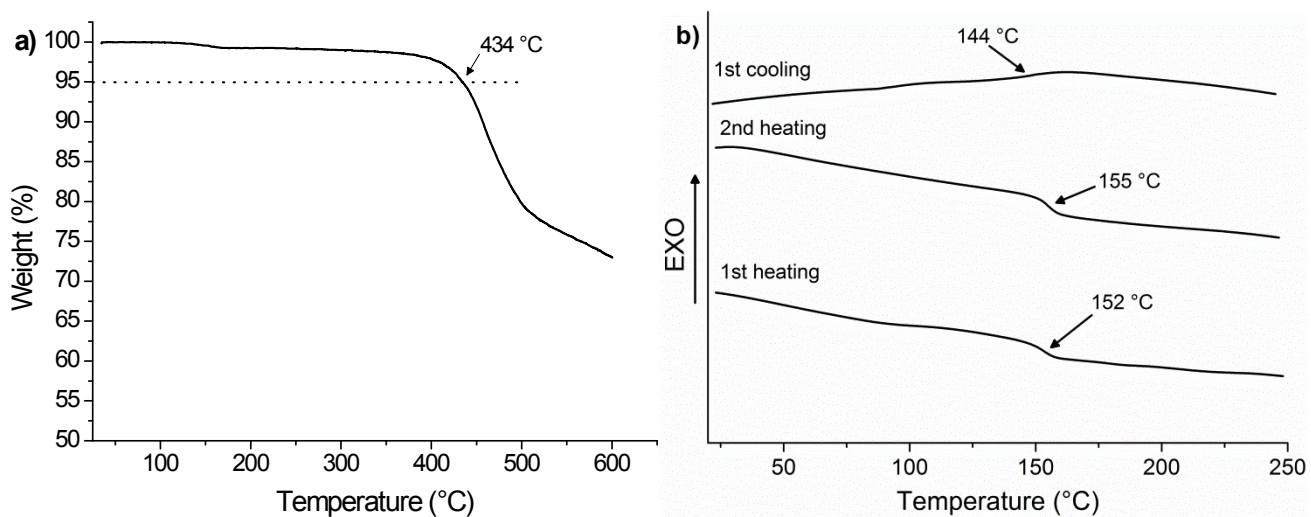 a)
434 °C
100
95
90
85
80
75
70
65
60
55
50
Weight (%)
100 200 300 400 500 600
Temperature (°C)
b)
144 °C
1st cooling
2nd heating
155 °C
EXO
1st heating
152 °C
50 100 150 200 250
Temperature (°C)